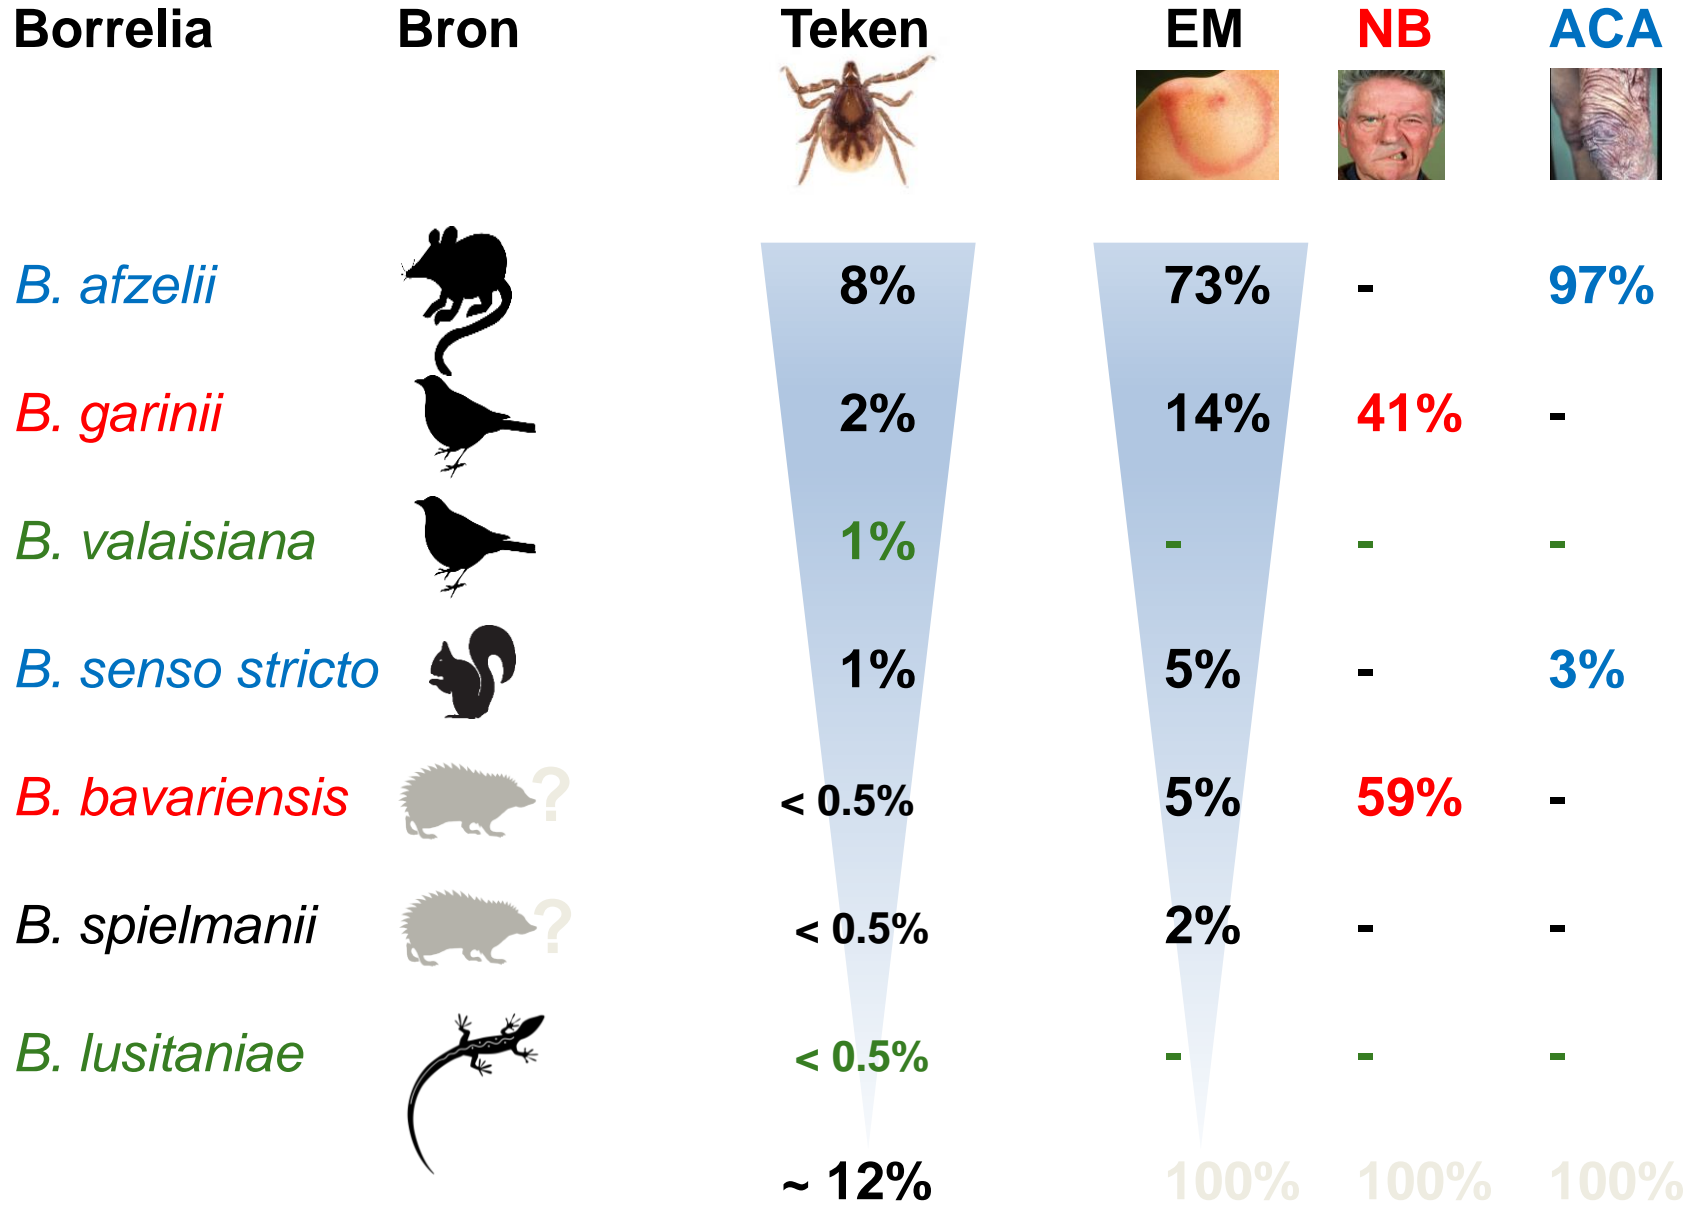 Borrelia Bron Teken EM NB ACA
B. afzelii 8% 73% - 97%
B. garinii 2% 14% 41% -
B. valaisiana 1% - - -
B. senso stricto 1% 5% - 3%
B. bavariensis ? < 0.5% 5% 59% -
B. spielmanii ? < 0.5% 2% - -
B. lusitaniae < 0.5% - - -
~ 12% 100% 100% 100%